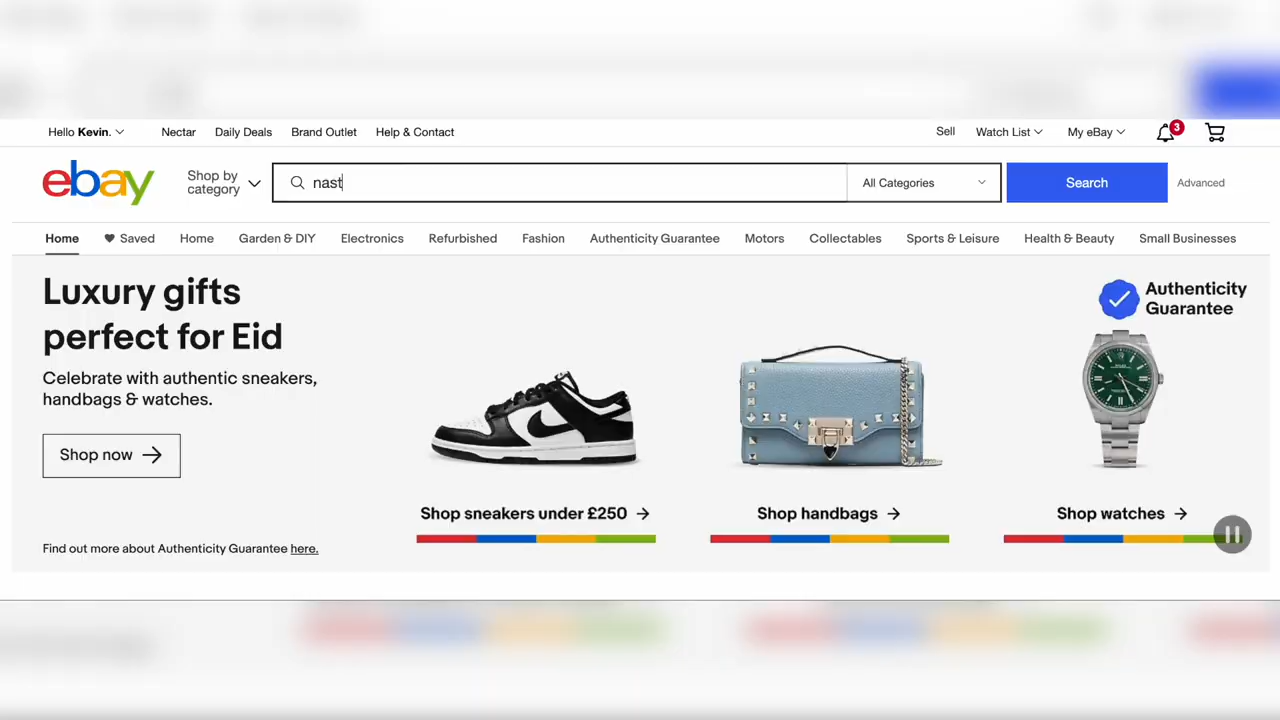 Hello Kevin. Nectar Daily Deals Brand Outlet Help & Contact Sell Watch List My eBay 3
ebay Shop by category nast All Categories Search Advanced
Home Saved Home Garden & DIY Electronics Refurbished Fashion Authenticity Guarantee Motors Collectables Sports & Leisure Health & Beauty Small Businesses
Luxury gifts
perfect for Eid
Celebrate with authentic sneakers,
handbags & watches.
Shop now
Authenticity
Guarantee
Shop sneakers under £250 Shop handbags Shop watches
Find out more about Authenticity Guarantee here.